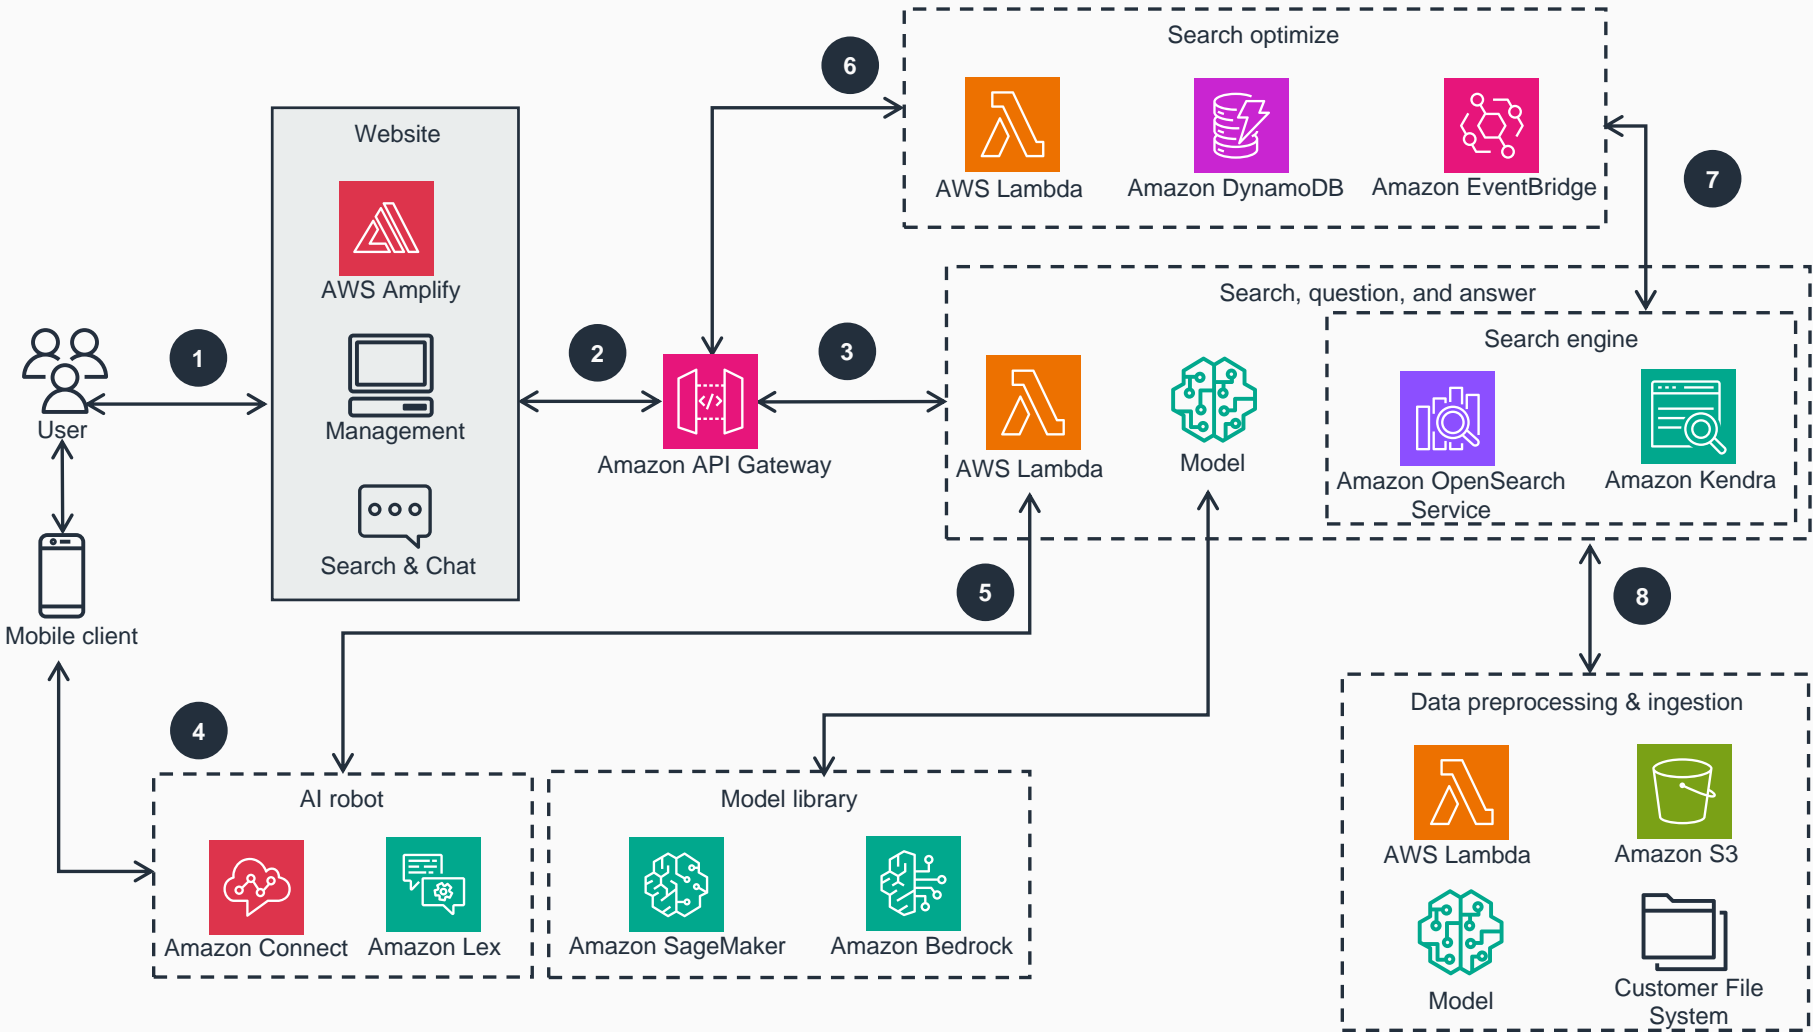 Search optimize
6
AWS Lambda
Amazon DynamoDB
Amazon EventBridge
7
Website
AWS Amplify
Management
Search & Chat
1
User
Mobile client
2
Amazon API Gateway
</>
3
Search, question, and answer
AWS Lambda
Model
Search engine
Amazon OpenSearch
Service
Amazon Kendra
5
8
4
AI robot
Amazon Connect
Amazon Lex
Model library
Amazon SageMaker
Amazon Bedrock
Data preprocessing & ingestion
AWS Lambda
Amazon S3
Model
Customer File
System